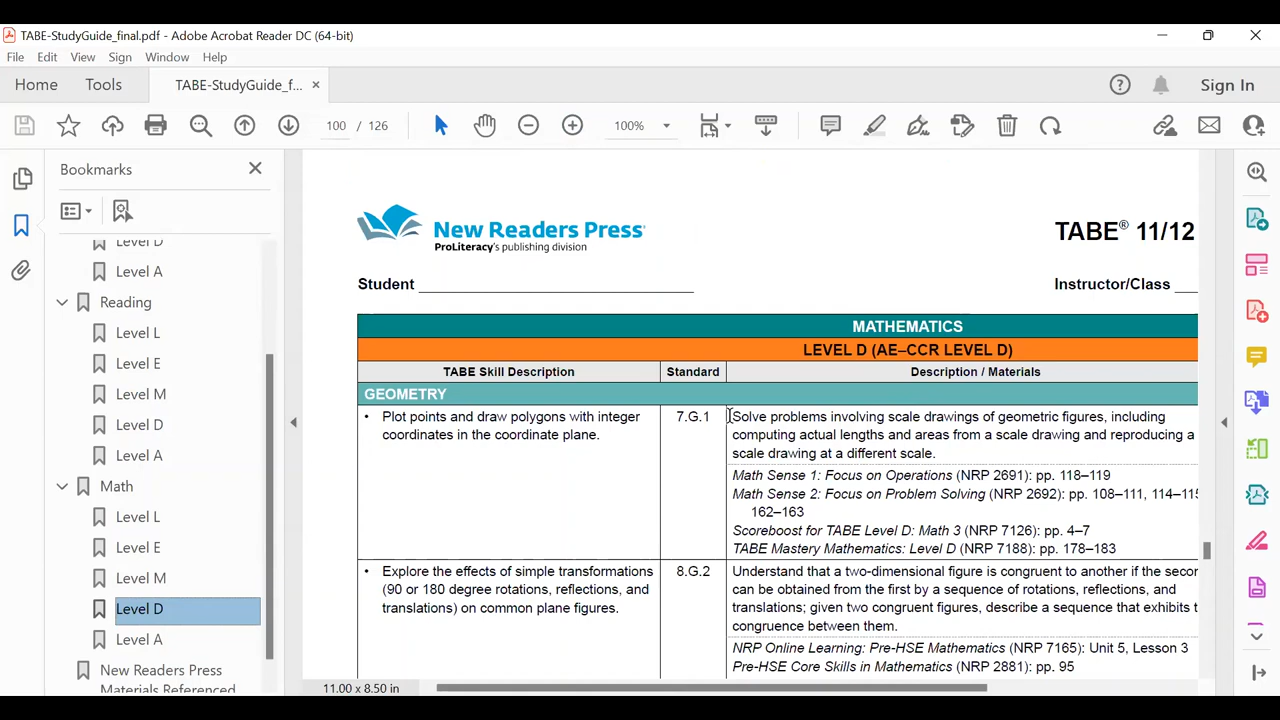 TABE-StudyGuide_final.pdf - Adobe Acrobat Reader DC (64-bit)
File Edit View Sign Window Help
Home Tools TABE-StudyGuide_f... × Sign In
100 / 126 100%
Bookmarks
Level D
Level A
Reading
Level L
Level E
Level M
Level D
Level A
Math
Level L
Level E
Level M
Level D
Level A
New Readers Press
Materials Referenced
New Readers Press
ProLiteracy's publishing division
TABE® 11/12
Student
Instructor/Class
MATHEMATICS
LEVEL D (AE–CCR LEVEL D)
TABE Skill Description Standard Description / Materials
GEOMETRY
• Plot points and draw polygons with integer
coordinates in the coordinate plane.
7.G.1
Solve problems involving scale drawings of geometric figures, including
computing actual lengths and areas from a scale drawing and reproducing a
scale drawing at a different scale.
Math Sense 1: Focus on Operations (NRP 2691): pp. 118–119
Math Sense 2: Focus on Problem Solving (NRP 2692): pp. 108–111, 114–115
162–163
Scoreboost for TABE Level D: Math 3 (NRP 7126): pp. 4–7
TABE Mastery Mathematics: Level D (NRP 7188): pp. 178–183
• Explore the effects of simple transformations
(90 or 180 degree rotations, reflections, and
translations) on common plane figures.
8.G.2
Understand that a two-dimensional figure is congruent to another if the secon
can be obtained from the first by a sequence of rotations, reflections, and
translations; given two congruent figures, describe a sequence that exhibits t
congruence between them.
NRP Online Learning: Pre-HSE Mathematics (NRP 7165): Unit 5, Lesson 3
Pre-HSE Core Skills in Mathematics (NRP 2881): pp. 95
11.00 x 8.50 in